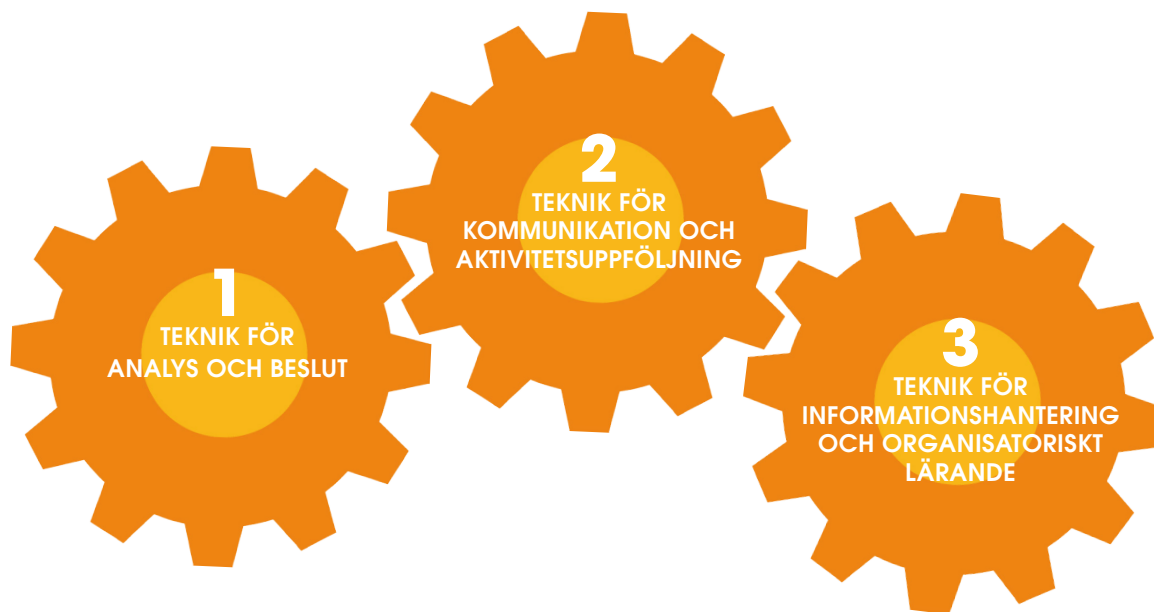 1
TEKNIK FÖR
ANALYS OCH BESLUT
2
TEKNIK FÖR
KOMMUNIKATION OCH
AKTIVITETSUPPFÖLJNING
3
TEKNIK FÖR
INFORMATIONSHANTERING
OCH ORGANISATORISKT
LÄRANDE